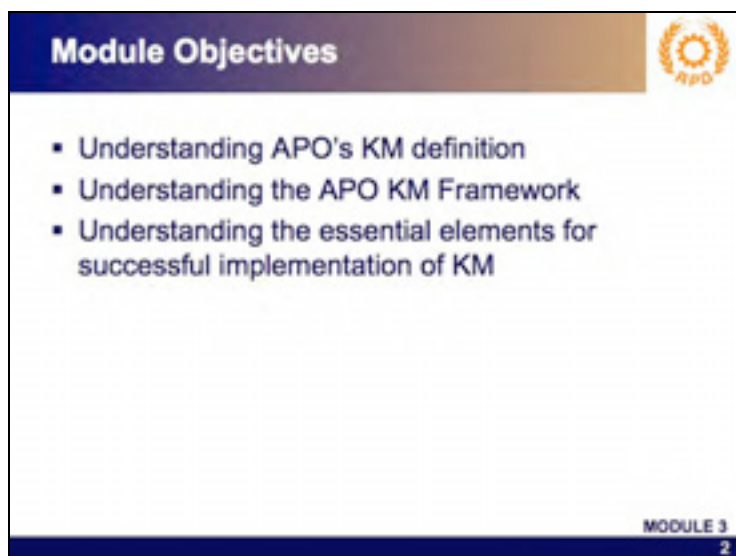 Module Objectives
APO
▪ Understanding APO's KM definition
▪ Understanding the APO KM Framework
▪ Understanding the essential elements for
successful implementation of KM
MODULE 3
2